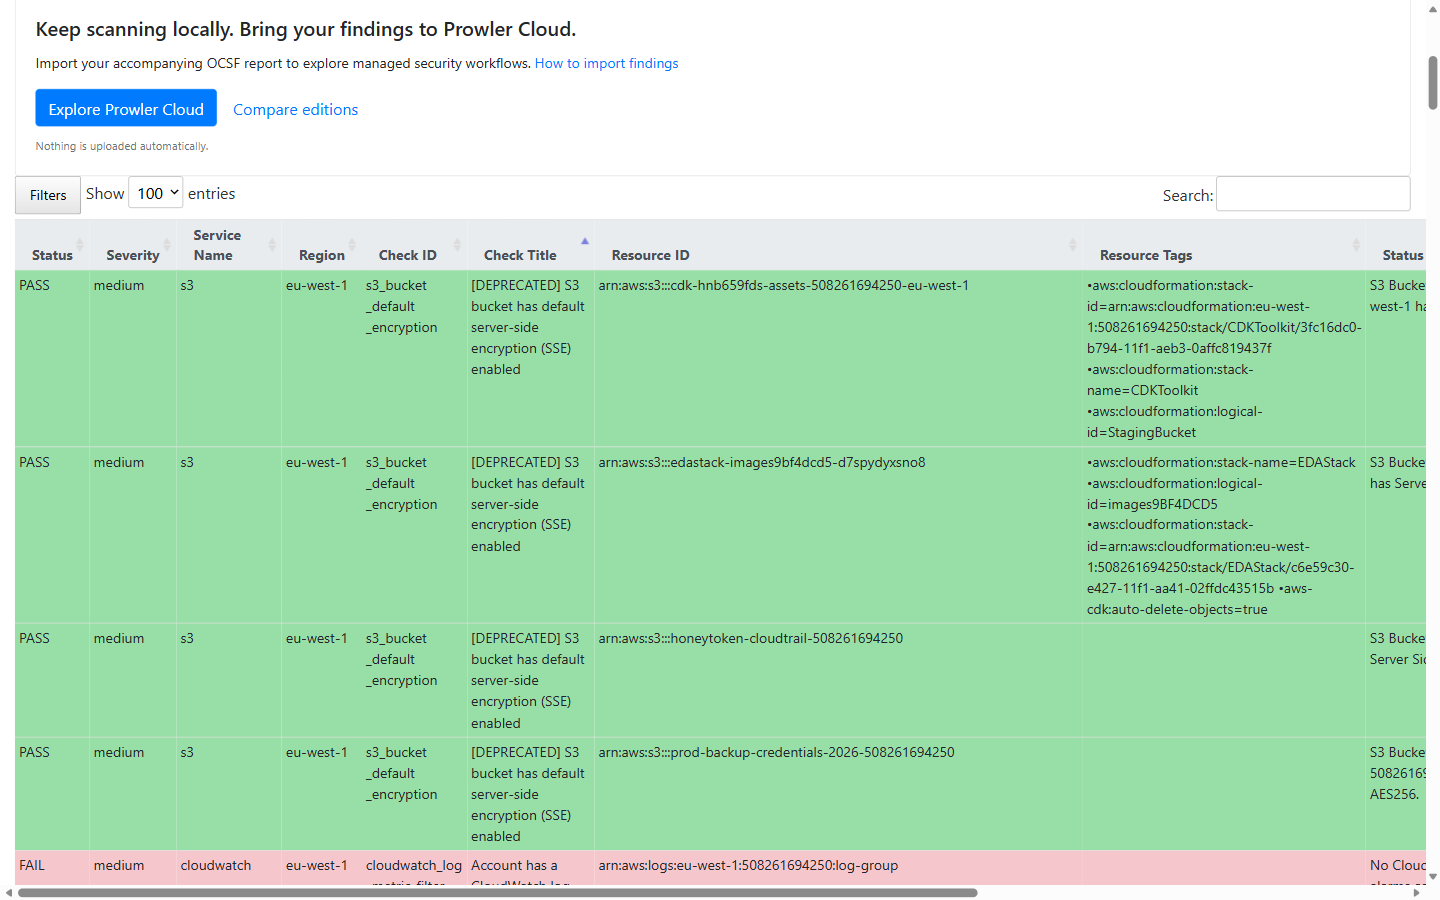 Keep scanning locally. Bring your findings to Prowler Cloud.
Import your accompanying OCSF report to explore managed security workflows. How to import findings
Explore Prowler Cloud Compare editions
Nothing is uploaded automatically.
Filters Show 100 entries Search:
Status Severity Service Name Region Check ID Check Title Resource ID Resource Tags Status
PASS medium s3 eu-west-1 s3_bucket [DEPRECATED] S3 arn:aws:s3:::cdk-hnb659fds-assets-508261694250-eu-west-1 •aws:cloudformation:stack- S3 Bucke
_default bucket has default id=arn:aws:cloudformation:eu-west- west-1 ha
_encryption server-side 1:508261694250:stack/CDKToolkit/3fc16dc0-
encryption (SSE) b794-11f1-aeb3-0affc819437f
enabled •aws:cloudformation:stack-
name=CDKToolkit
•aws:cloudformation:logical-
id=StagingBucket
PASS medium s3 eu-west-1 s3_bucket [DEPRECATED] S3 arn:aws:s3:::edastack-images9bf4dcd5-d7spydyxsno8 •aws:cloudformation:stack-name=EDAStack S3 Bucke
_default bucket has default •aws:cloudformation:logical- has Serve
_encryption server-side id=images9BF4DCD5
encryption (SSE) •aws:cloudformation:stack-
enabled id=arn:aws:cloudformation:eu-west-
1:508261694250:stack/EDAStack/c6e59c30-
e427-11f1-aa41-02ffdc43515b •aws-
cdk:auto-delete-objects=true
PASS medium s3 eu-west-1 s3_bucket [DEPRECATED] S3 arn:aws:s3:::honeytoken-cloudtrail-508261694250 S3 Bucke
_default bucket has default Server Sid
_encryption server-side
encryption (SSE)
enabled
PASS medium s3 eu-west-1 s3_bucket [DEPRECATED] S3 arn:aws:s3:::prod-backup-credentials-2026-508261694250 S3 Bucke
_default bucket has default 5082616
_encryption server-side AES256.
encryption (SSE)
enabled
FAIL medium cloudwatch eu-west-1 cloudwatch_log Account has a arn:aws:logs:eu-west-1:508261694250:log-group No Cloud